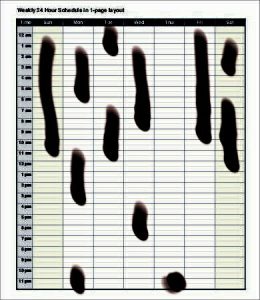 Weekly 24 Hour Schedule in 1-page layout
Time Sun Mon Tue Wed Thu Fri Sat
12 am
1 am
2 am
3 am
4 am
5 am
6 am
7 am
8 am
9 am
10 am
11 am
12 pm
1 pm
2 pm
3 pm
4 pm
5 pm
6 pm
7 pm
8 pm
9 pm
10 pm
11 pm